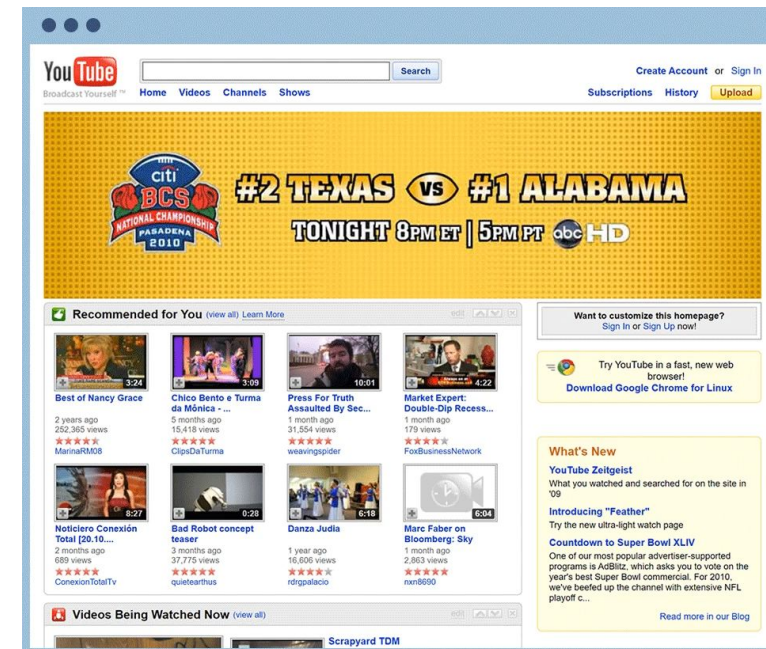 YouTube
Broadcast Yourself ™
Search
Create Account or Sign In
Home Videos Channels Shows
Subscriptions History Upload
citi
BCS
NATIONAL CHAMPIONSHIP
PASADENA
2010
#2 TEXAS VS #1 ALABAMA
TONIGHT 8PM ET | 5PM PT abc HD
Recommended for You (view all) Learn More
edit
3:24
3:09
10:01
4:22
Best of Nancy Grace
2 years ago
252,365 views
MarinaRM08
Chico Bento e Turma
da Mônica - ...
5 months ago
15,418 views
ClipsDaTurma
Press For Truth
Assaulted By Sec...
1 month ago
31,554 views
weavingspider
Market Expert:
Double-Dip Recess...
1 month ago
179 views
FoxBusinessNetwork
8:27
0:28
6:18
6:04
Noticiero Conexión
Total [20.10....
2 months ago
689 views
ConexionTotalTv
Bad Robot concept
teaser
3 months ago
37,775 views
quietearthus
Danza Judia
1 year ago
16,606 views
rdrgpalacio
Marc Faber on
Bloomberg: Sky
1 month ago
2,863 views
nxn8690
Videos Being Watched Now (view all)
edit
Scrapyard TDM
Want to customize this homepage?
Sign In or Sign Up now!
Try YouTube in a fast, new web
browser!
Download Google Chrome for Linux
What's New
YouTube Zeitgeist
What you watched and searched for on the site in
'09
Introducing "Feather"
Try the new ultra-light watch page
Countdown to Super Bowl XLIV
One of our most popular advertiser-supported
programs is AdBlitz, which asks you to vote on the
year's best Super Bowl commercial. For 2010,
we've beefed up the channel with extensive NFL
playoff c...
Read more in our Blog